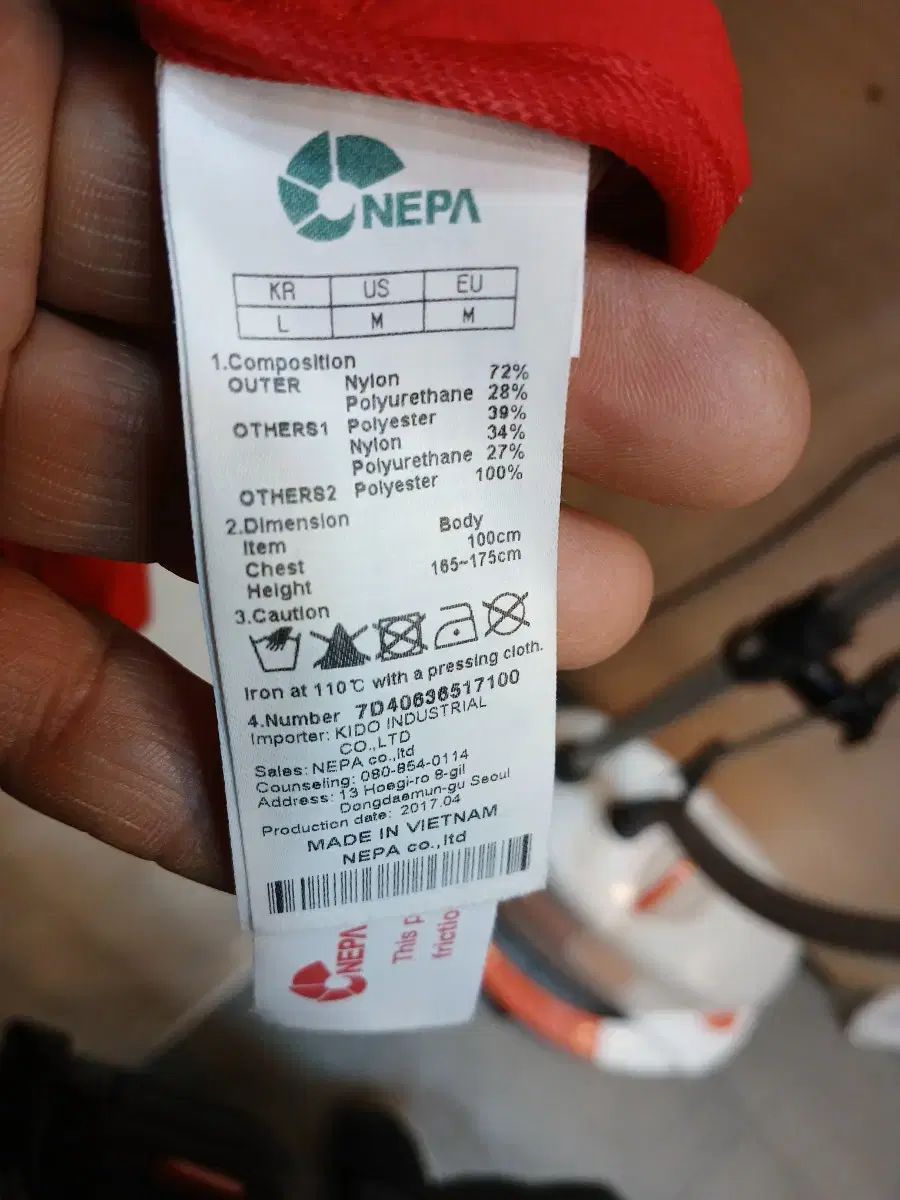 NEPA
KR US EU
L M M
1.Composition
OUTER Nylon 72%
Polyurethane 28%
OTHERS1 Polyester 39%
Nylon 34%
Polyurethane 27%
OTHERS2 Polyester 100%
2.Dimension
Item Body
Chest 100cm
Height 165~175cm
3.Caution
Iron at 110℃ with a pressing cloth.
4.Number 7D40636517100
Importer: KIDO INDUSTRIAL
CO.,LTD
Sales: NEPA co.,ltd
Counseling: 080-854-0114
Address: 13 Hoegi-ro 8-gil
Dongdaemun-gu Seoul
Production date: 2017.04
MADE IN VIETNAM
NEPA co.,ltd
NEPA
This